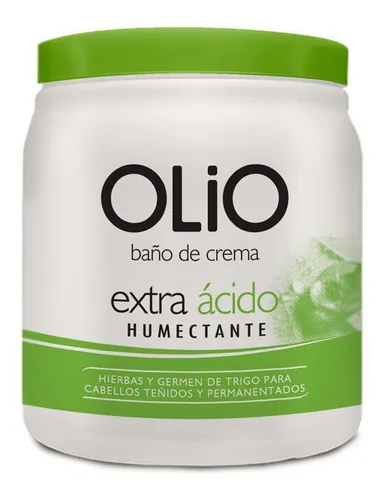 OLiO
baño de crema
extra ácido
HUMECTANTE
HIERBAS Y GERMEN DE TRIGO PARA
CABELLOS TEÑIDOS Y PERMANENTADOS